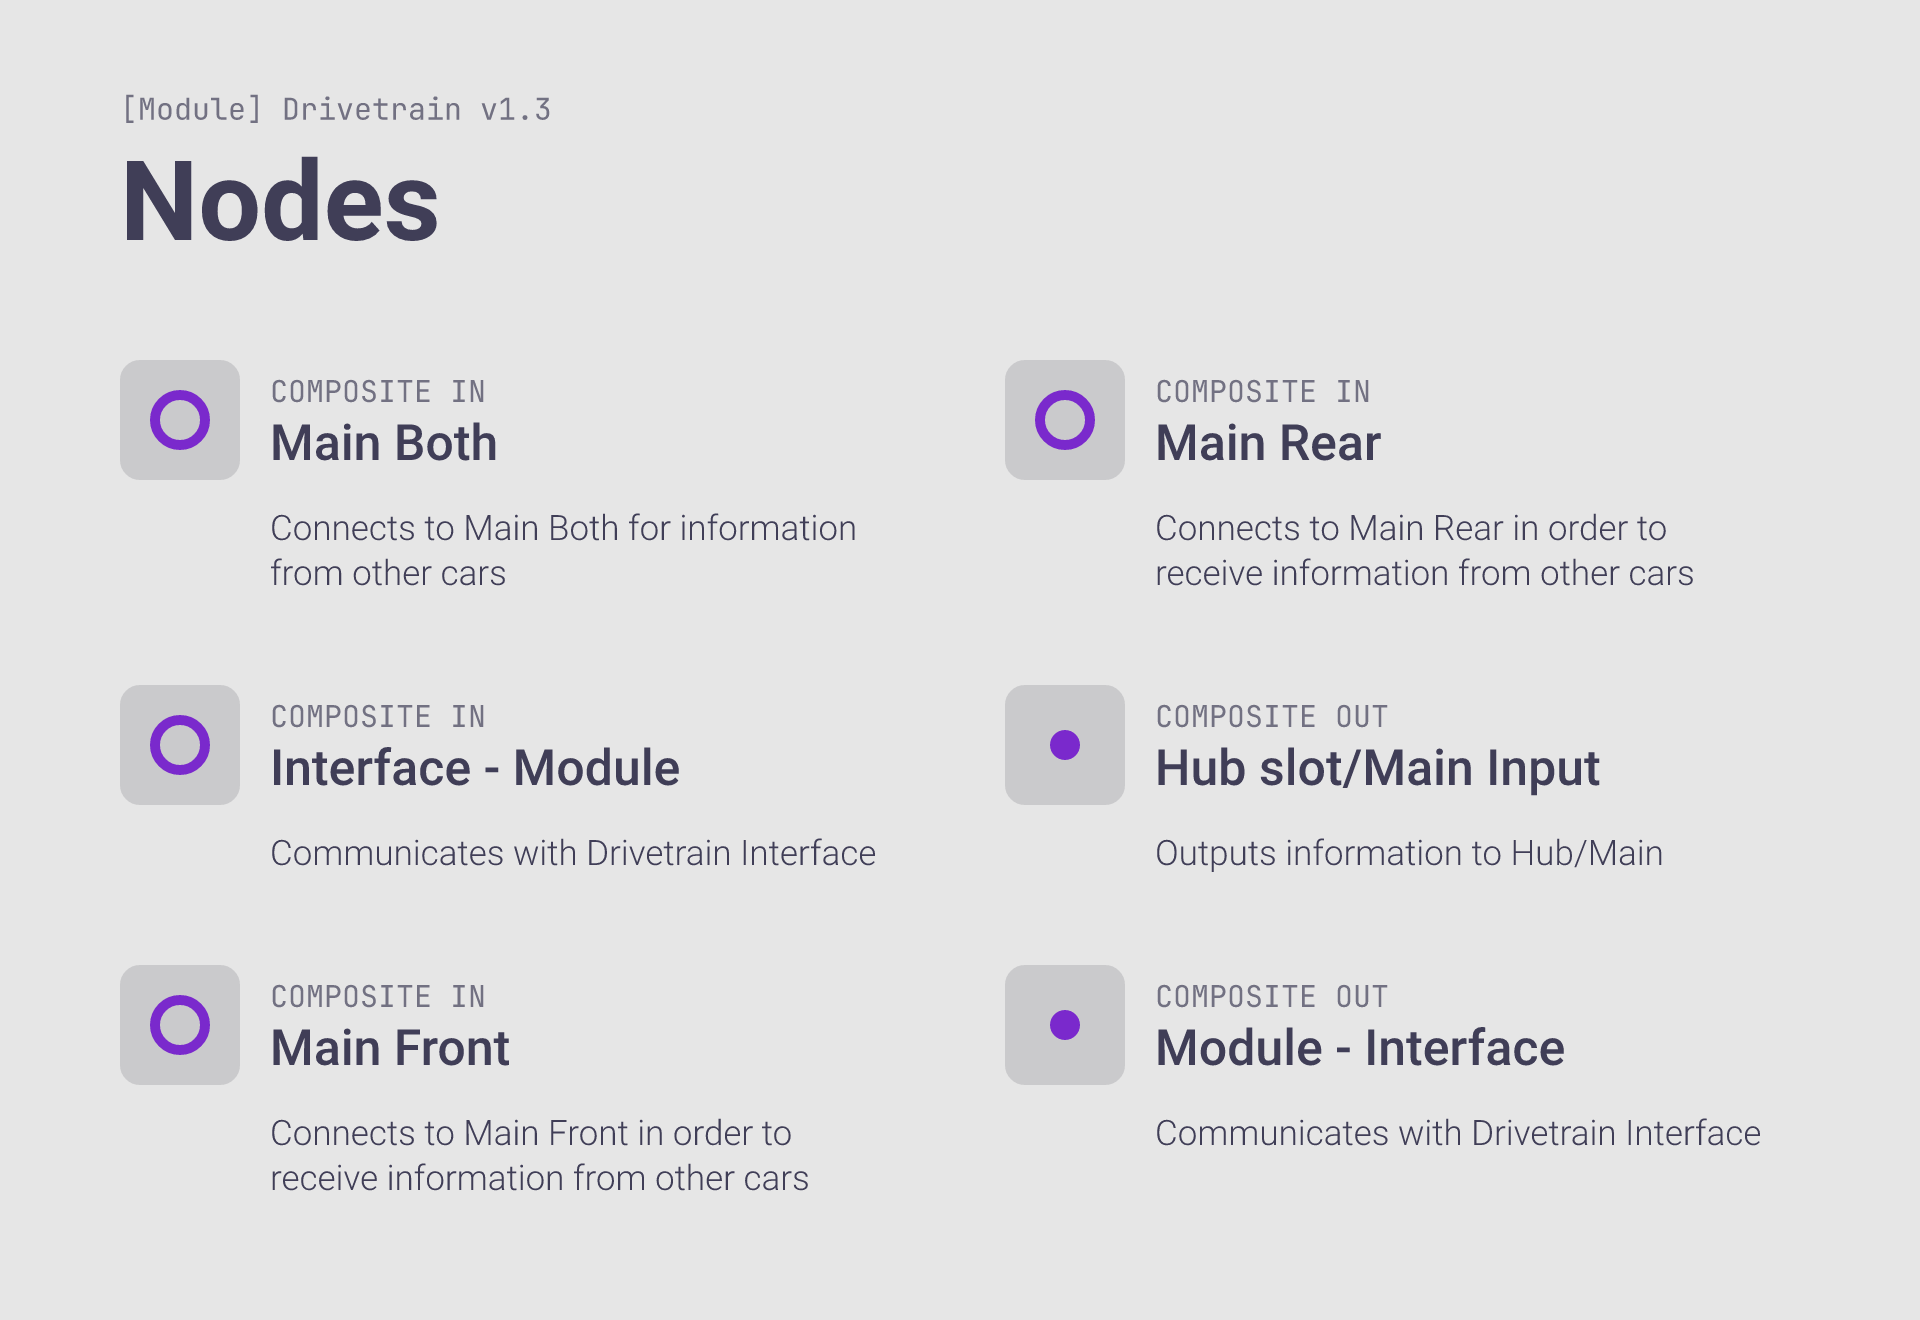 [Module] Drivetrain v1.3
Nodes
COMPOSITE IN
Main Both
Connects to Main Both for information
from other cars
COMPOSITE IN
Interface - Module
Communicates with Drivetrain Interface
COMPOSITE IN
Main Front
Connects to Main Front in order to
receive information from other cars
COMPOSITE IN
Main Rear
Connects to Main Rear in order to
receive information from other cars
COMPOSITE OUT
Hub slot/Main Input
Outputs information to Hub/Main
COMPOSITE OUT
Module - Interface
Communicates with Drivetrain Interface